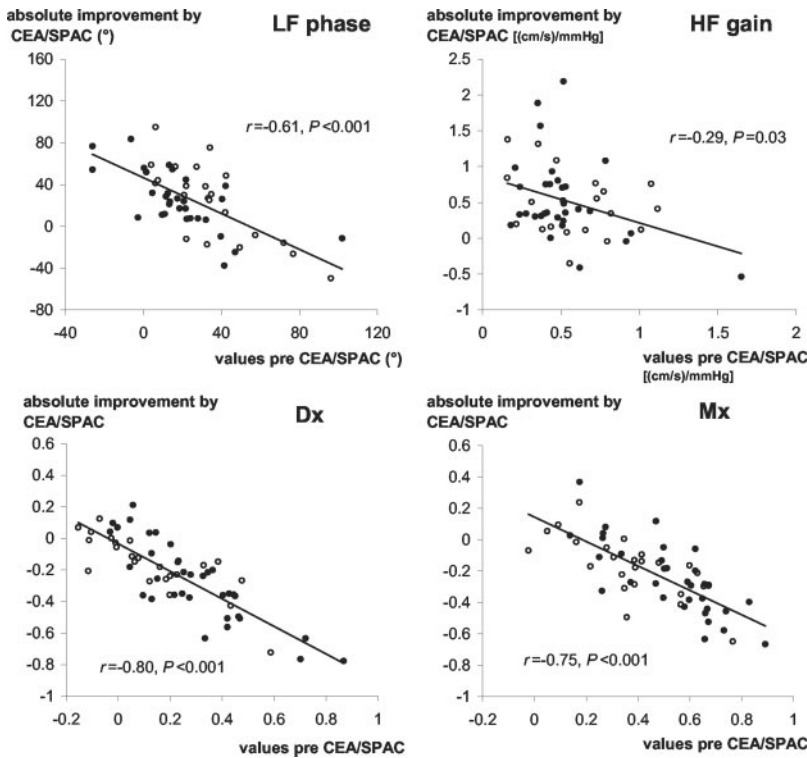 absolute improvement by
CEA/SPAC (°)
LF phase
160
120
80
40
0
-40
-80
-40
0
40
80
120
r=-0.61, P<0.001
values pre CEA/SPAC (°)
absolute improvement by
CEA/SPAC [(cm/s)/mmHg]
HF gain
2.5
2
1.5
1
0.5
0
-0.5
-1
0
0.5
1
1.5
2
r=-0.29, P=0.03
values pre CEA/SPAC
[(cm/s)/mmHg]
absolute improvement by
CEA/SPAC
Dx
0.6
0.4
0.2
0
-0.2
-0.4
-0.6
-0.8
-1
-0.2
0
0.2
0.4
0.6
0.8
1
r=-0.80, P<0.001
values pre CEA/SPAC
absolute improvement by
CEA/SPAC
Mx
0.6
0.4
0.2
0
-0.2
-0.4
-0.6
-0.8
-1
-0.2
0
0.2
0.4
0.6
0.8
1
r=-0.75, P<0.001
values pre CEA/SPAC